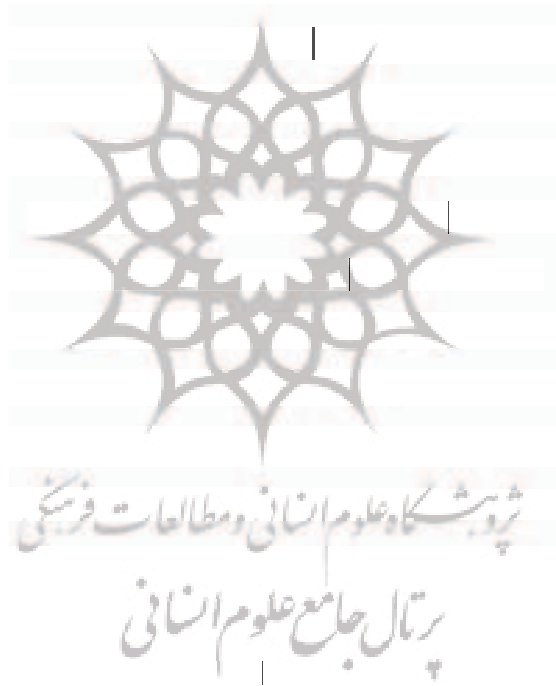 پژوهشگاه علوم انسانی و مطالعات فرهنگی
پرتال جامع علوم انسانی